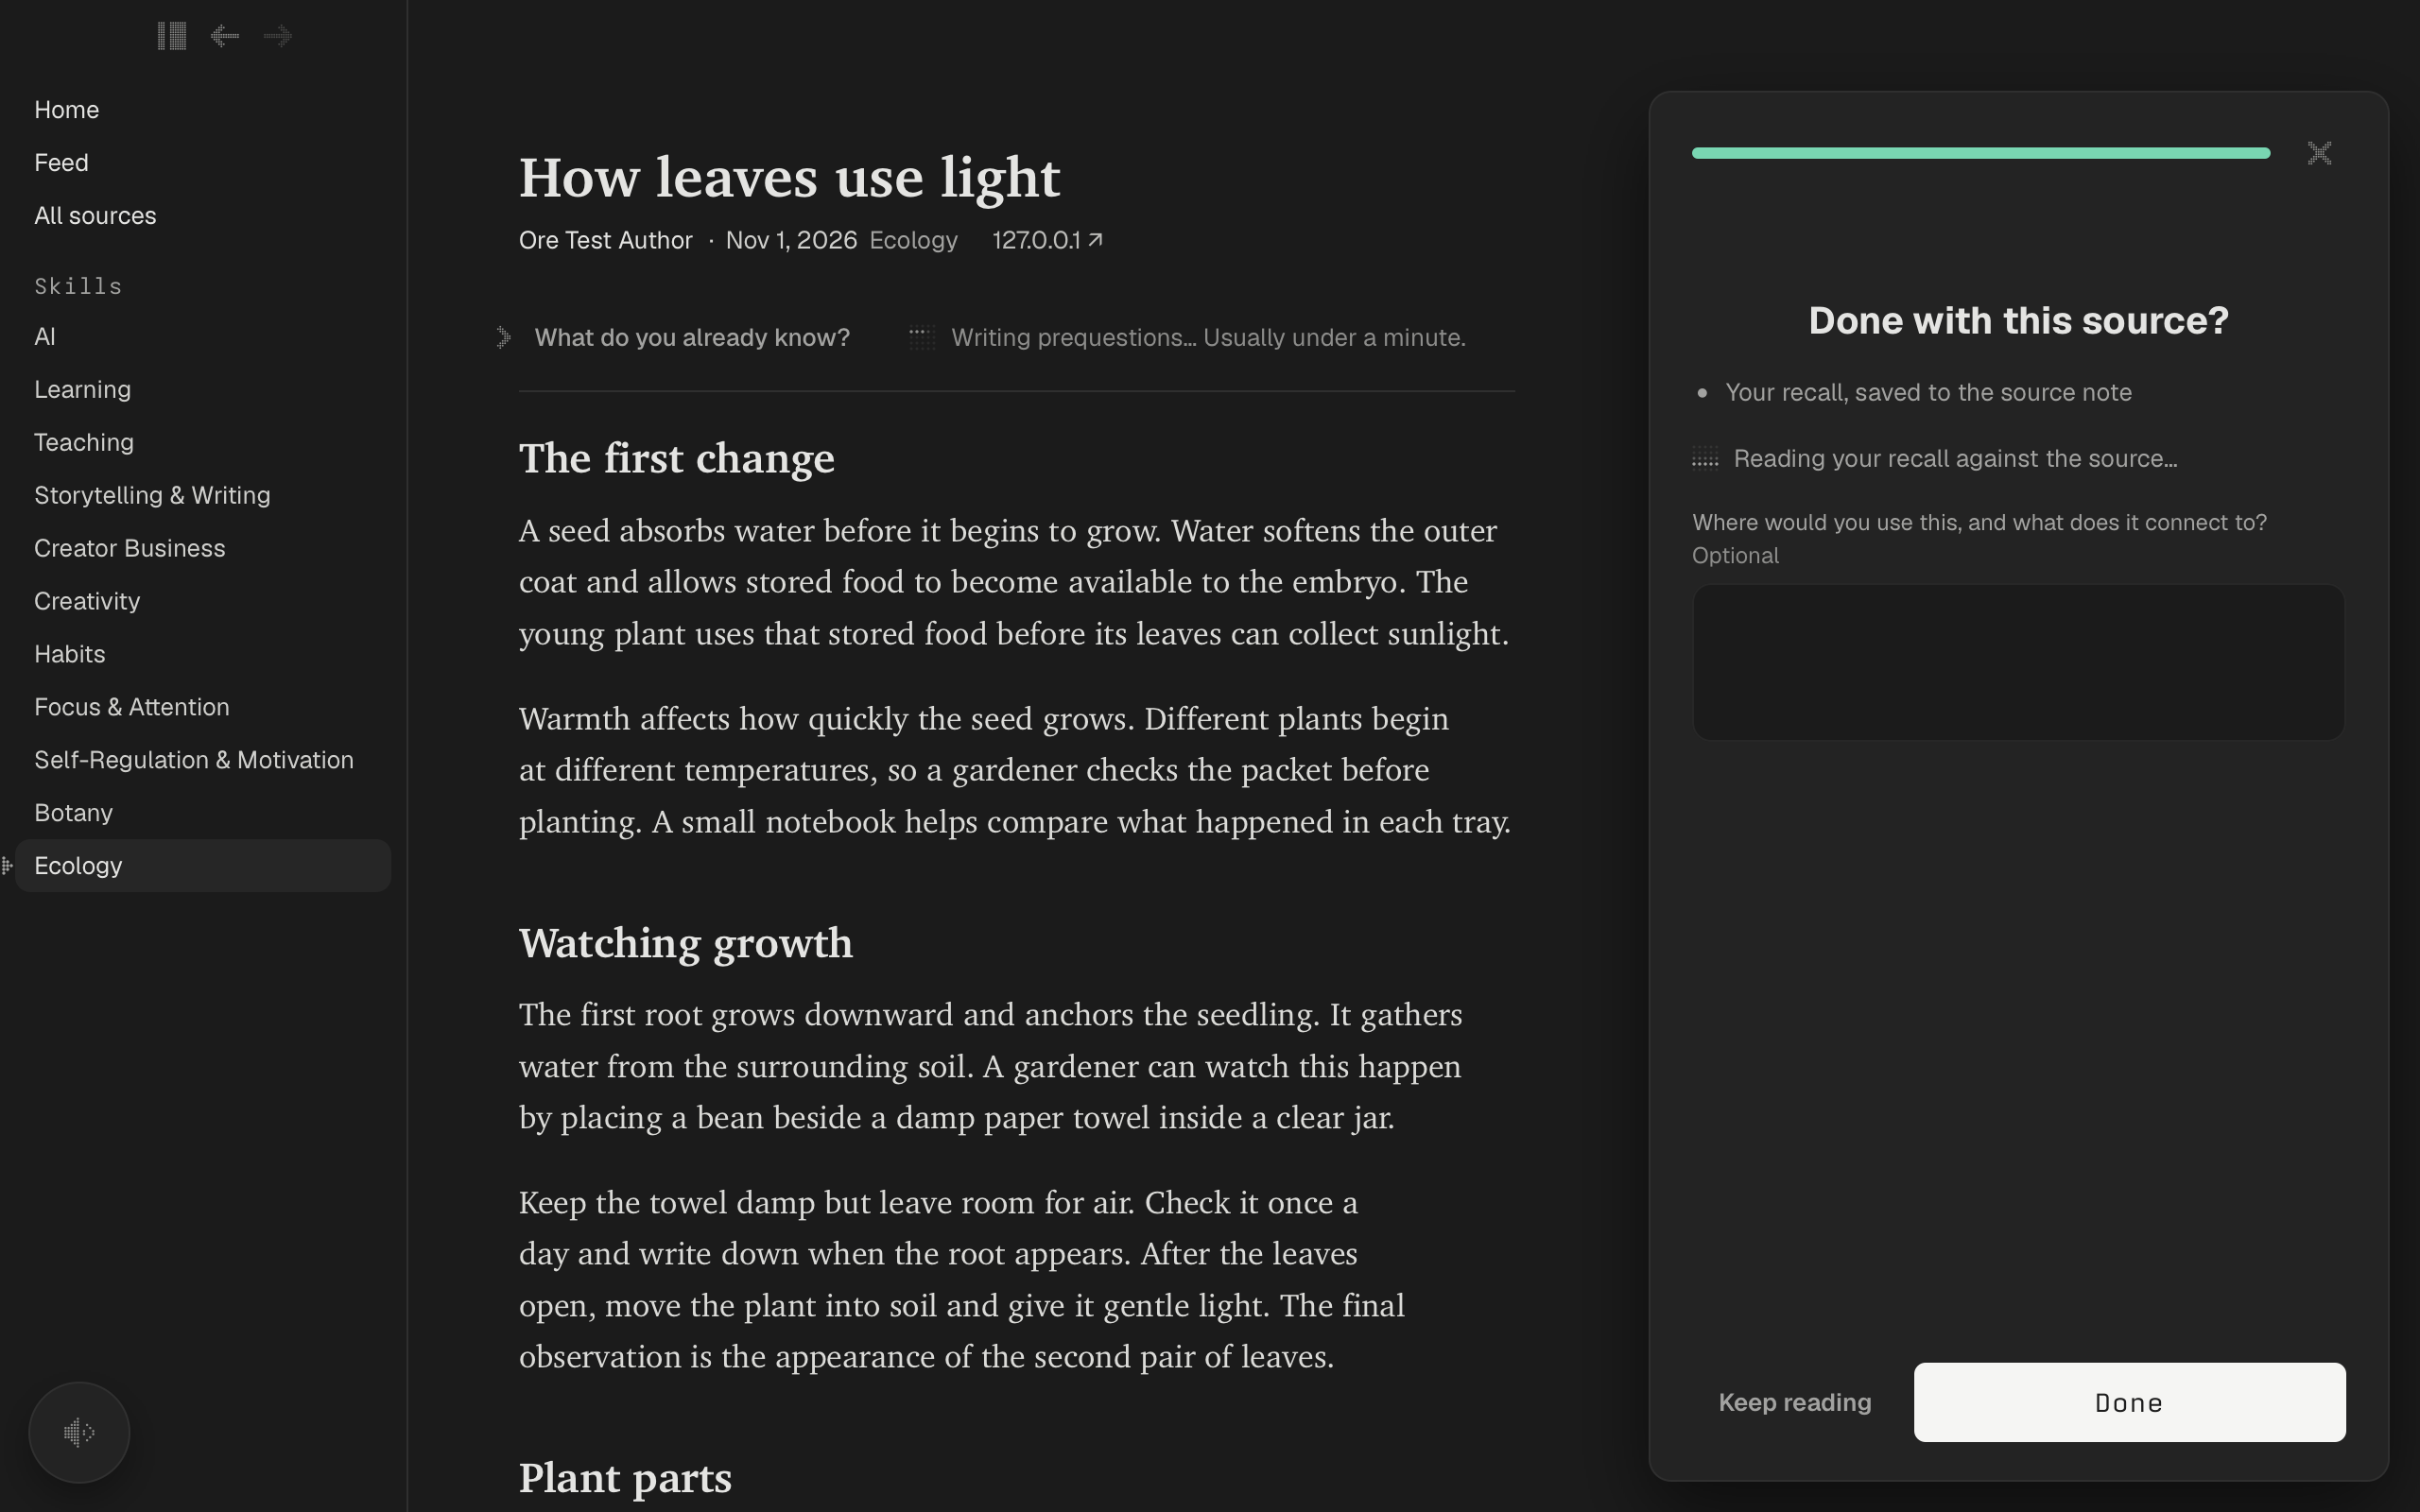 Home
Feed
All sources
Skills
AI
Learning
Teaching
Storytelling & Writing
Creator Business
Creativity
Habits
Focus & Attention
Self-Regulation & Motivation
Botany
Ecology
How leaves use light
Ore Test Author · Nov 1, 2026 Ecology 127.0.0.1 ↗
What do you already know? Writing prequestions... Usually under a minute.
The first change
A seed absorbs water before it begins to grow. Water softens the outer
coat and allows stored food to become available to the embryo. The
young plant uses that stored food before its leaves can collect sunlight.
Warmth affects how quickly the seed grows. Different plants begin
at different temperatures, so a gardener checks the packet before
planting. A small notebook helps compare what happened in each tray.
Watching growth
The first root grows downward and anchors the seedling. It gathers
water from the surrounding soil. A gardener can watch this happen
by placing a bean beside a damp paper towel inside a clear jar.
Keep the towel damp but leave room for air. Check it once a
day and write down when the root appears. After the leaves
open, move the plant into soil and give it gentle light. The final
observation is the appearance of the second pair of leaves.
Plant parts
Done with this source?
• Your recall, saved to the source note
Reading your recall against the source...
Where would you use this, and what does it connect to?
Optional
Keep reading
Done